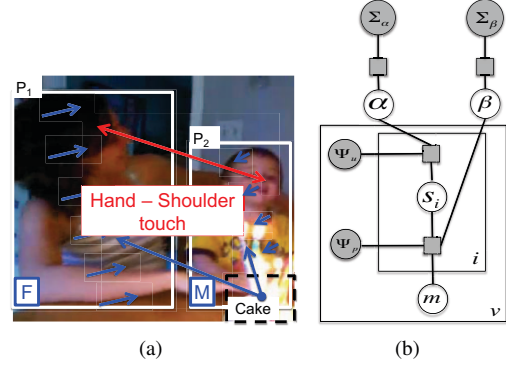 P₁
P₂
Hand – Shoulder
touch
F
M
Cake
(a)
Σα
Σβ
α
β
Ψu
sᵢ
Ψp
i
m
v
(b)